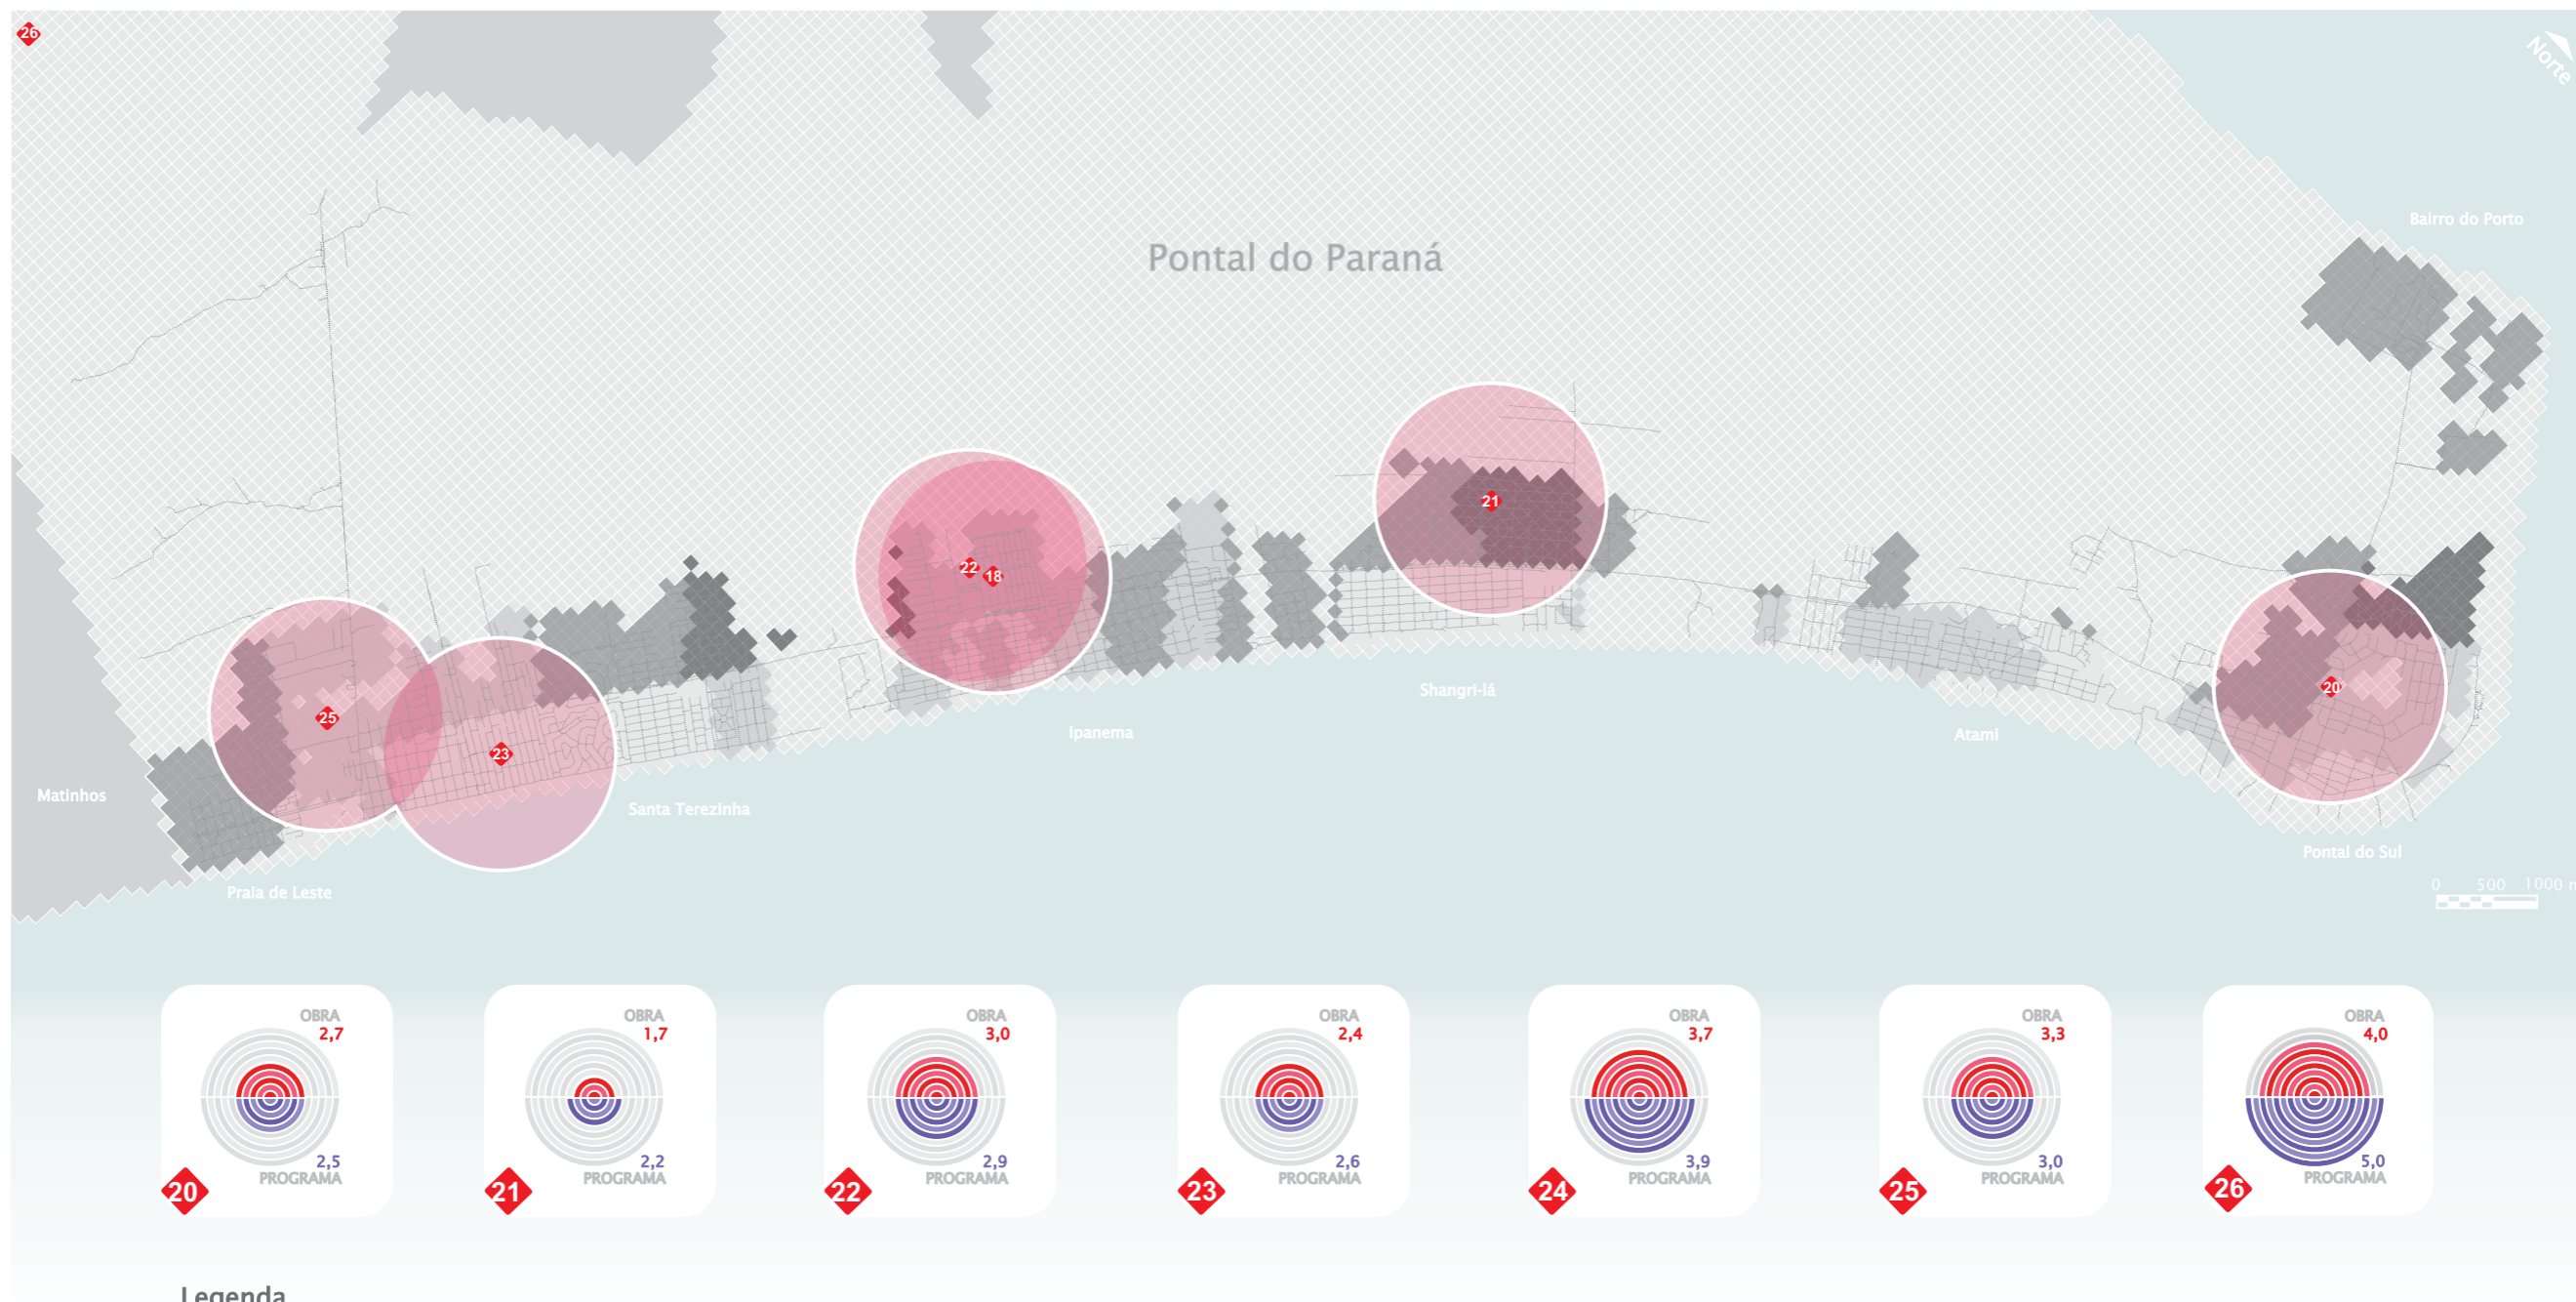 26
Norte
Bairro do Porto
Pontal do Paraná
21
22
18
20
25
23
Shangri-lá
Ipanema
Atami
Matinhos
Santa Terezinha
Pontal do Sul
Praia de Leste
0 500 1000
OBRA
2,7
2,5
PROGRAMA
20
OBRA
1,7
2,2
PROGRAMA
21
OBRA
3,0
2,9
PROGRAMA
22
OBRA
2,4
2,6
PROGRAMA
23
OBRA
3,7
3,9
PROGRAMA
24
OBRA
3,3
3,0
PROGRAMA
25
OBRA
4,0
5,0
PROGRAMA
26
Legenda